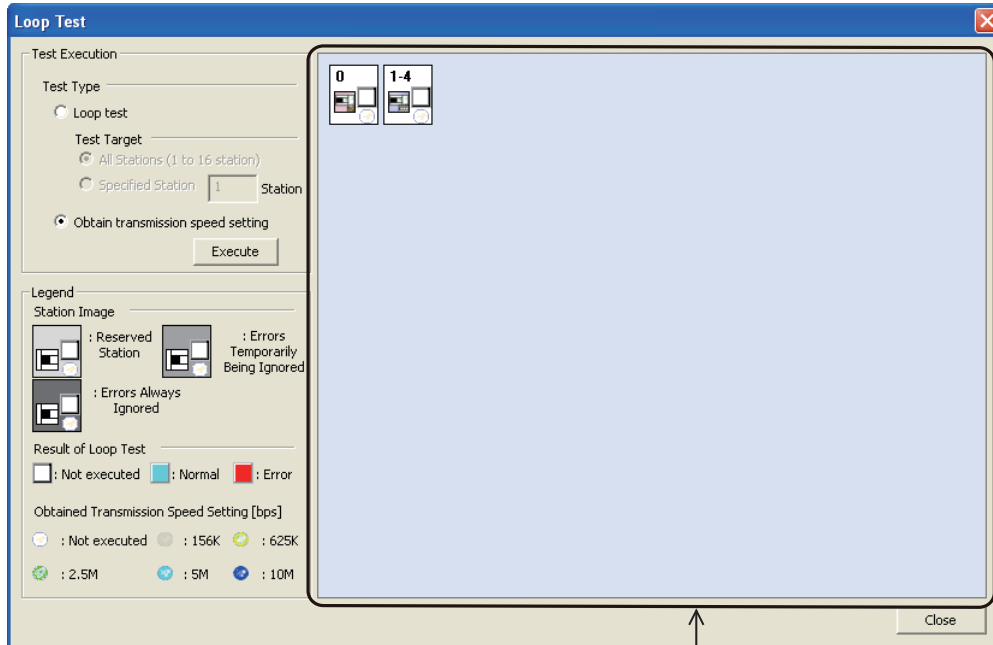 Loop Test
Test Execution
Test Type
Loop test
Test Target
All Stations (1 to 16 station)
Specified Station 1 Station
Obtain transmission speed setting
Execute
Legend
Station Image
: Reserved
Station
: Errors
Temporarily
Being Ignored
: Errors Always
Ignored
Result of Loop Test
: Not executed : Normal : Error
Obtained Transmission Speed Setting [bps]
: Not executed : 156K : 625K
: 2.5M : 5M : 10M
0 1-4
Close